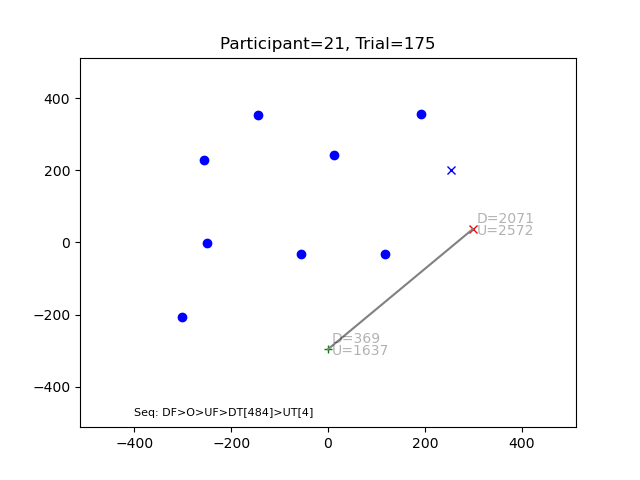 Participant=21, Trial=175
400
200
0
−200
−400
D=2071
U=2572
D=369
U=1637
Seq: DF>O>UF>DT[484]>UT[4]
−400
−200
0
200
400